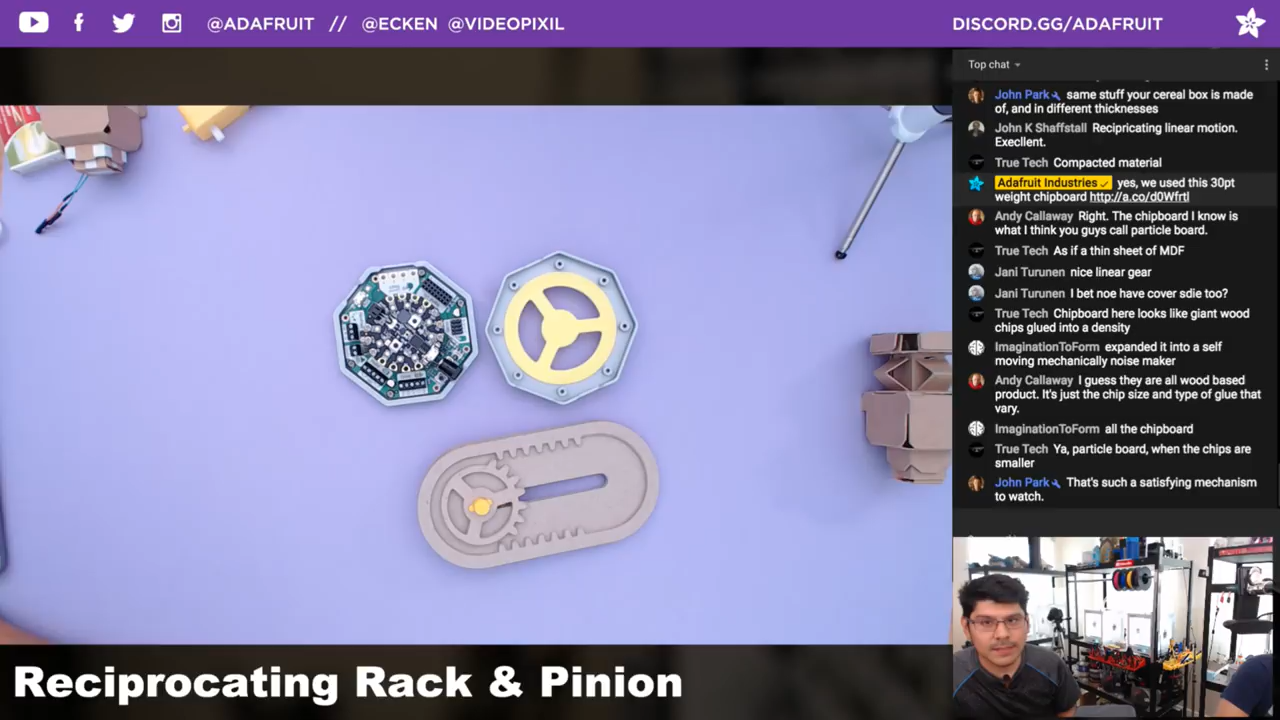 @ADAFRUIT // @ECKEN @VIDEOPIXIL
DISCORD.GG/ADAFRUIT
Top chat
John Park same stuff your cereal box is made
of, and in different thicknesses
John K Shaffstall Recipricating linear motion.
Execllent.
True Tech Compacted material
Adafruit Industries yes, we used this 30pt
weight chipboard http://a.co/d0Wfrtl
Andy Callaway Right. The chipboard I know is
what I think you guys call particle board.
True Tech As if a thin sheet of MDF
Jani Turunen nice linear gear
Jani Turunen I bet noe have cover sdie too?
True Tech Chipboard here looks like giant wood
chips glued into a density
ImaginationToForm expanded it into a self
moving mechanically noise maker
Andy Callaway I guess they are all wood based
product. It's just the chip size and type of glue that
vary.
ImaginationToForm all the chipboard
True Tech Ya, particle board, when the chips are
smaller
John Park That's such a satisfying mechanism
to watch.
Reciprocating Rack & Pinion